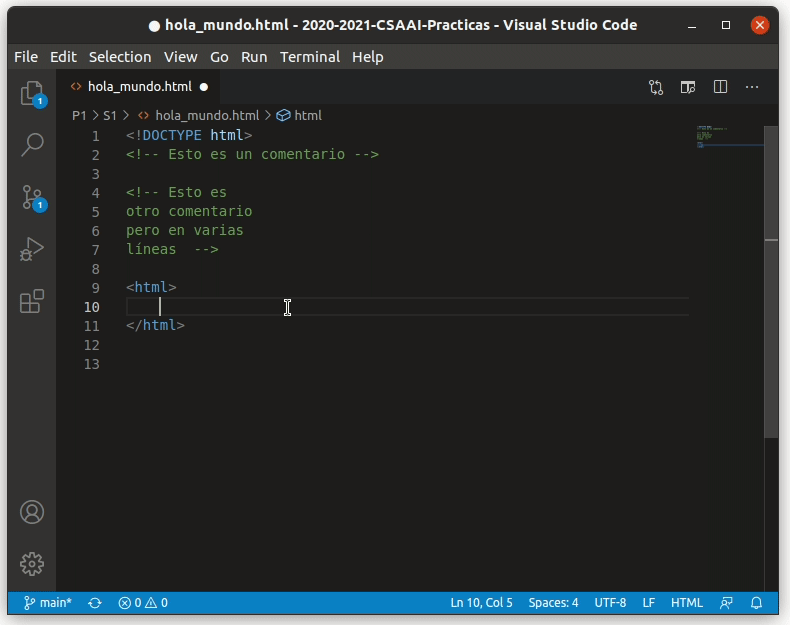 ● hola_mundo.html - 2020-2021-CSAAI-Practicas - Visual Studio Code
File Edit Selection View Go Run Terminal Help
<> hola_mundo.html ●
P1 > S1 > <> hola_mundo.html > html
1 <!DOCTYPE html>
2 <!-- Esto es un comentario -->
3
4 <!-- Esto es
5 otro comentario
6 pero en varias
7 líneas  -->
8
9 <html>
10
11 </html>
12
13
1
1
main* 0 0 Ln 10, Col 5 Spaces: 4 UTF-8 LF HTML